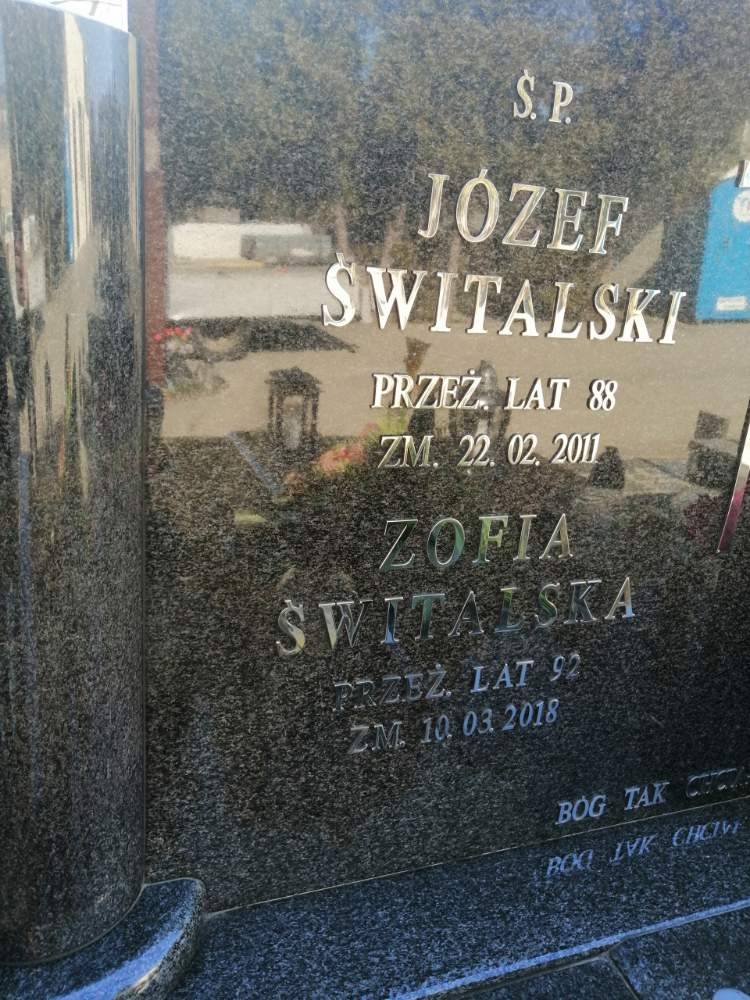 Ś. P.
JÓZEF
ŚWITALSKI
PRZEŻ. LAT 88
ZM. 22. 02. 2011
ZOFIA
ŚWITALSKA
PRZEŻ. LAT 92
ZM. 10. 03. 2018
BÓG TAK